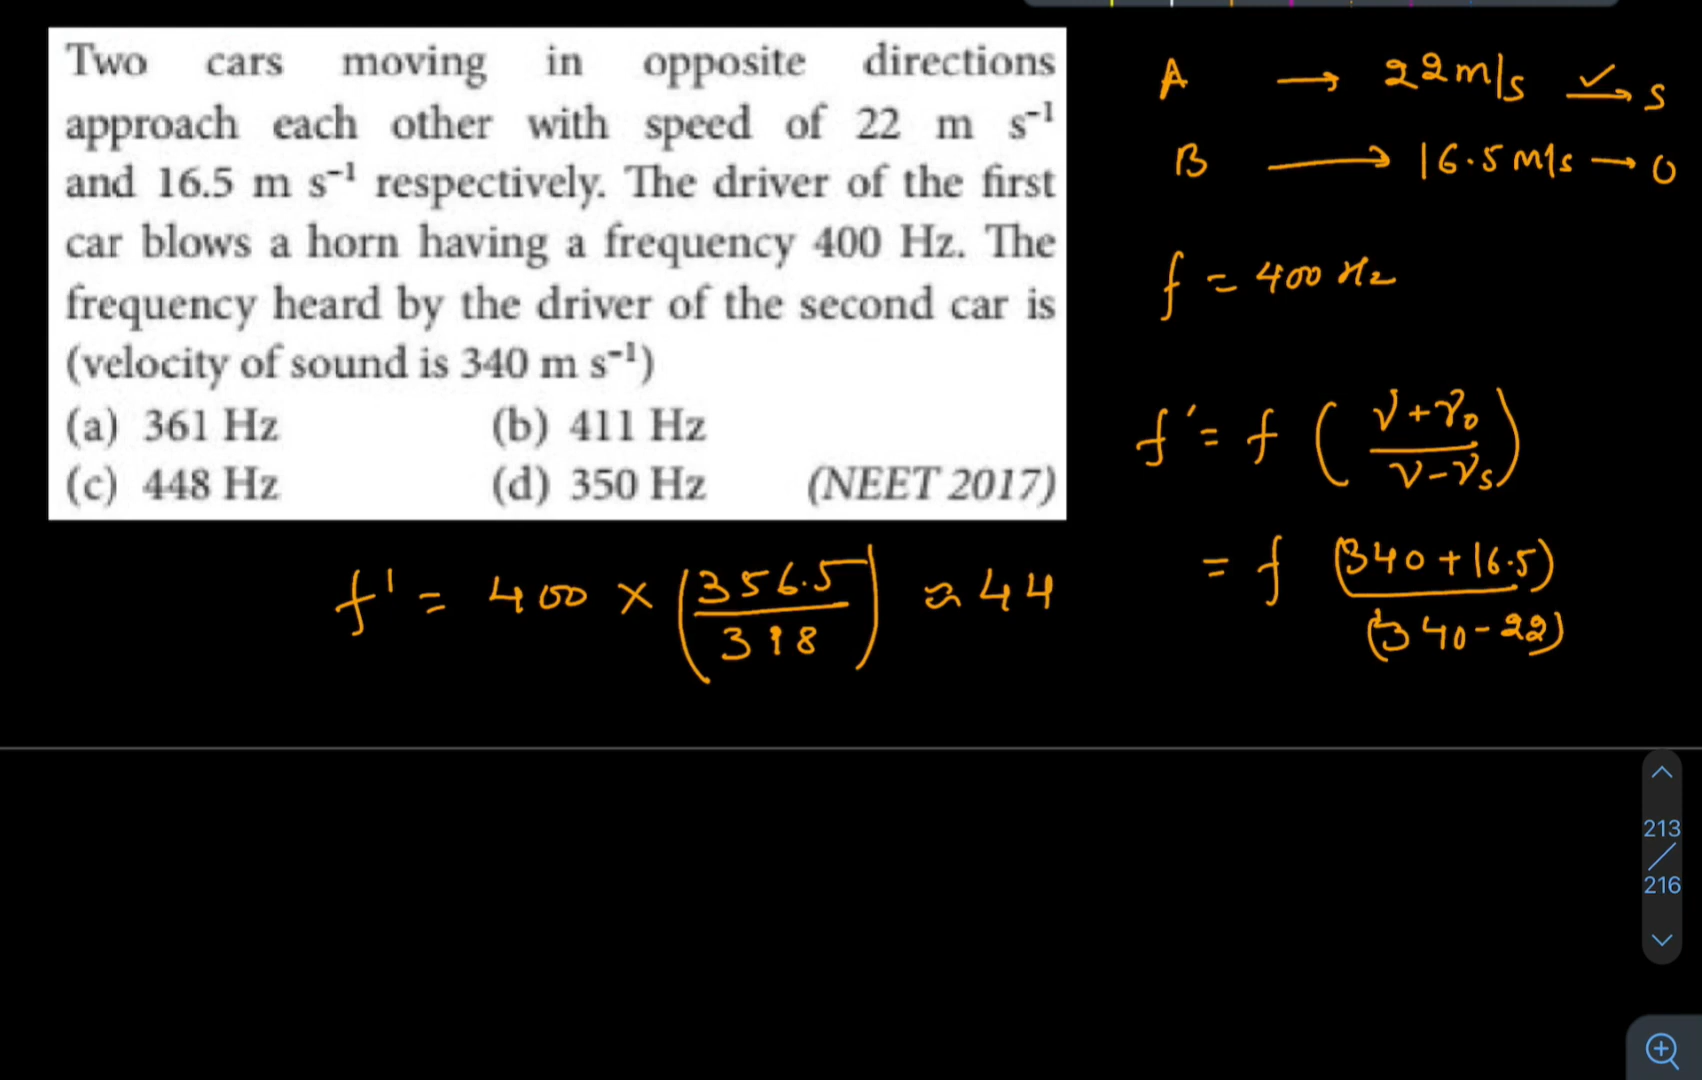 Two cars moving in opposite directions
approach each other with speed of 22 m s⁻¹
and 16.5 m s⁻¹ respectively. The driver of the first
car blows a horn having a frequency 400 Hz. The
frequency heard by the driver of the second car is
(velocity of sound is 340 m s⁻¹)
(a) 361 Hz (b) 411 Hz
(c) 448 Hz (d) 350 Hz (NEET 2017)
A → 22 m/s ✓→ S
B → 16.5 m/s → O
f = 400 Hz
f' = f ( (v + v₀) / (v - vₛ) )
= f (340 + 16.5) / (340 - 22)
f' = 400 × (356.5 / 318) ≈ 44
213 / 216